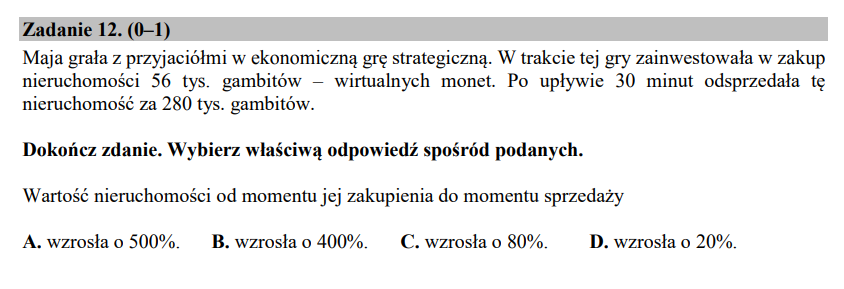 Zadanie 12. (0–1)
Maja grała z przyjaciółmi w ekonomiczną grę strategiczną. W trakcie tej gry zainwestowała w zakup
nieruchomości 56 tys. gambitów – wirtualnych monet. Po upływie 30 minut odsprzedała tę
nieruchomość za 280 tys. gambitów.
Dokończ zdanie. Wybierz właściwą odpowiedź spośród podanych.
Wartość nieruchomości od momentu jej zakupienia do momentu sprzedaży
A. wzrosła o 500%. B. wzrosła o 400%. C. wzrosła o 80%. D. wzrosła o 20%.